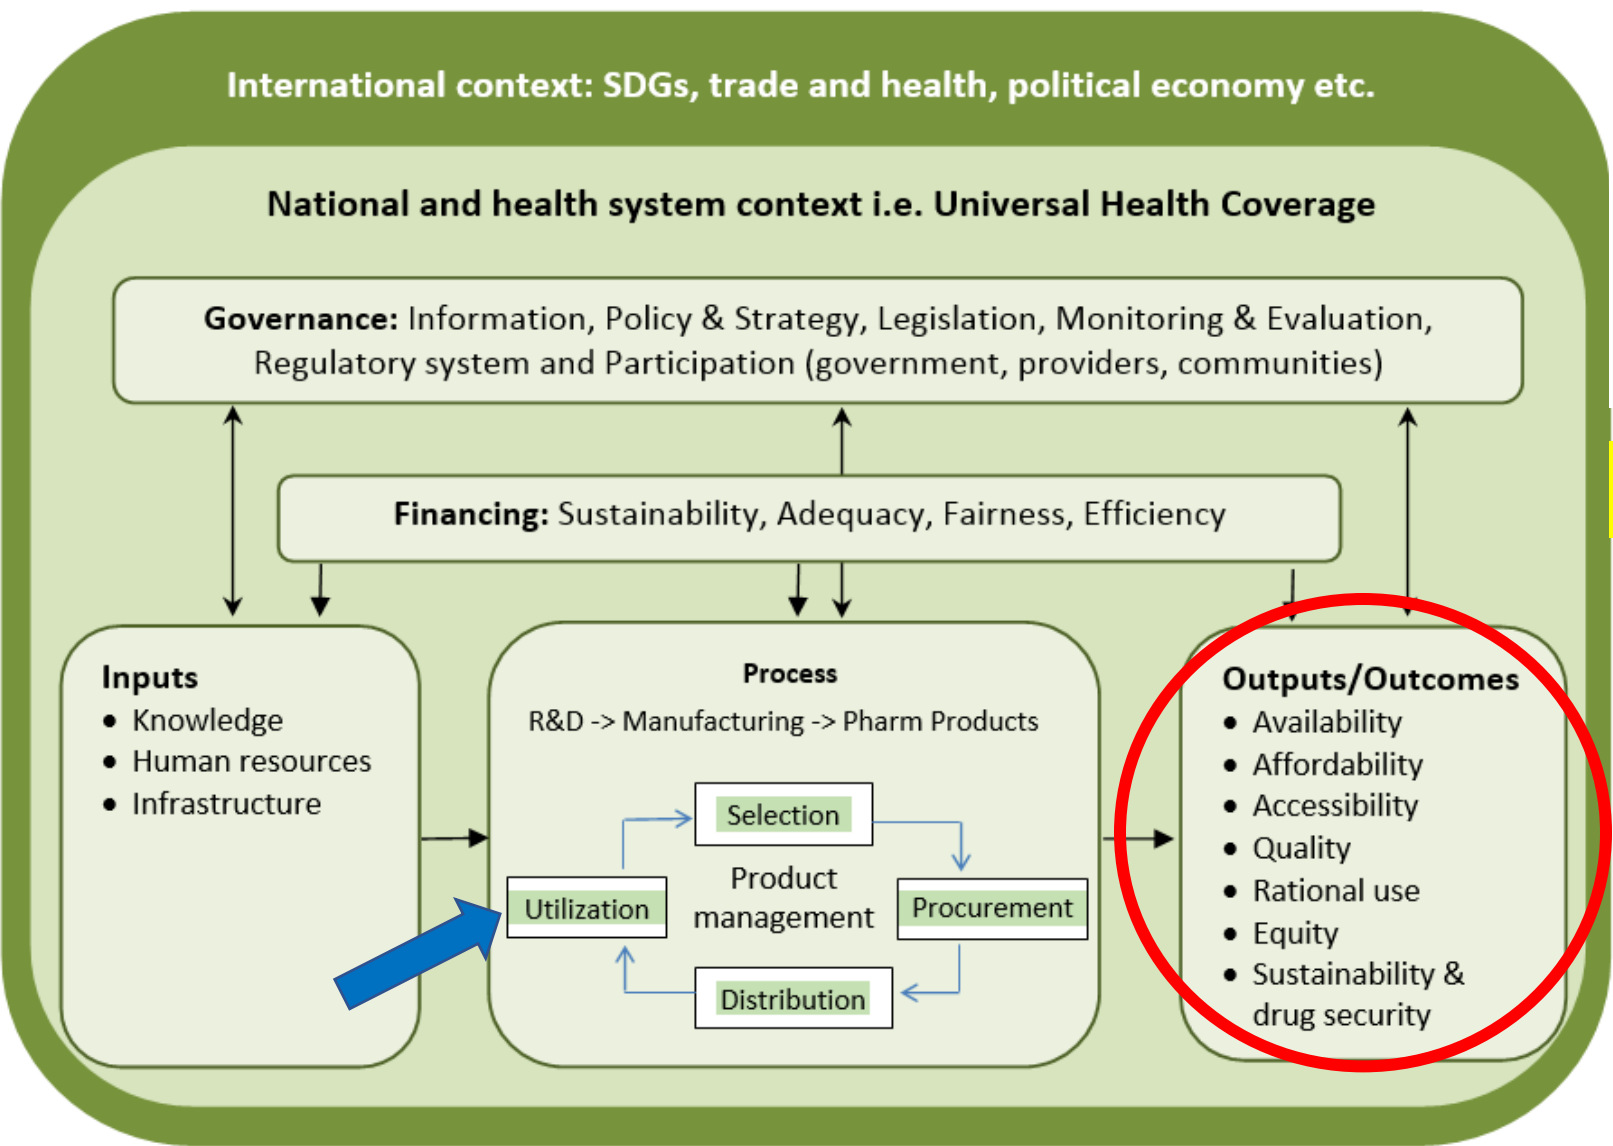 International context: SDGs, trade and health, political economy etc.
National and health system context i.e. Universal Health Coverage
Governance: Information, Policy & Strategy, Legislation, Monitoring & Evaluation,
Regulatory system and Participation (government, providers, communities)
Financing: Sustainability, Adequacy, Fairness, Efficiency
Inputs
• Knowledge
• Human resources
• Infrastructure
Process
R&D -> Manufacturing -> Pharm Products
Selection
Product
management
Utilization
Procurement
Distribution
Outputs/Outcomes
• Availability
• Affordability
• Accessibility
• Quality
• Rational use
• Equity
• Sustainability &
drug security